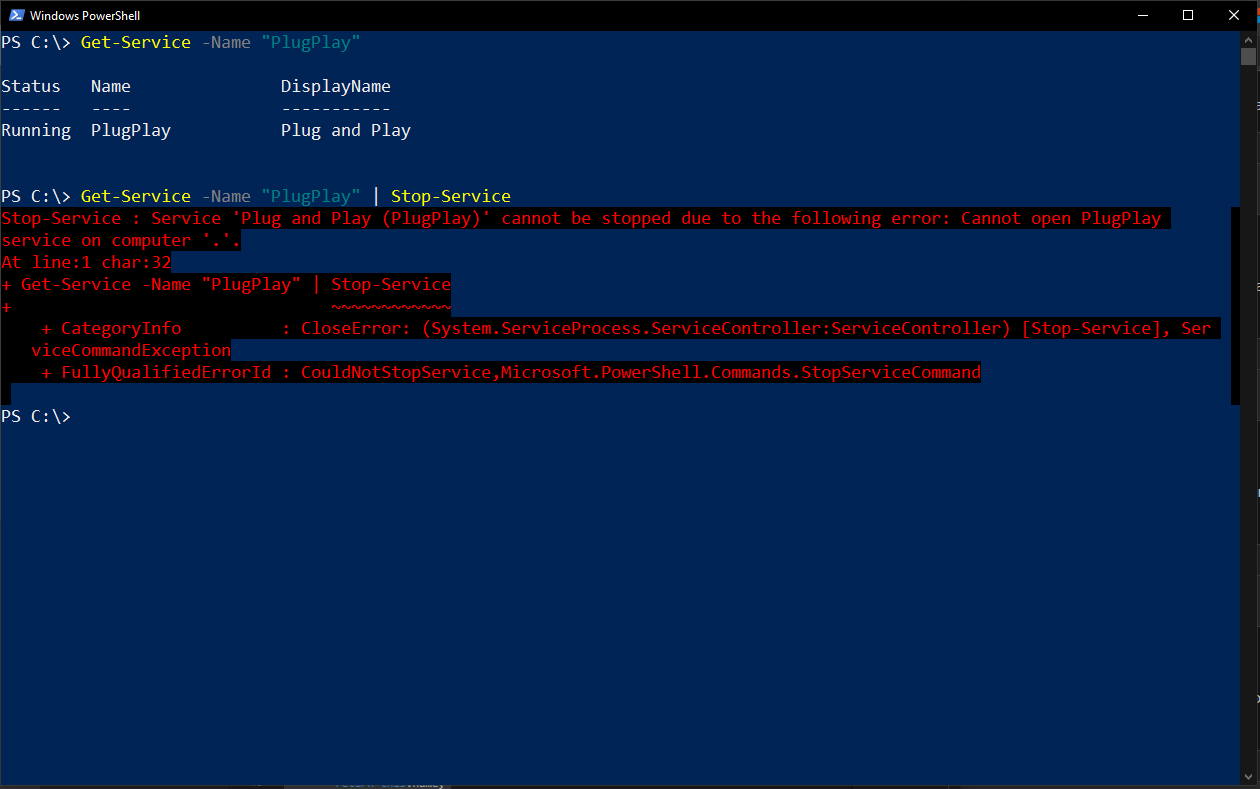 Windows PowerShell
PS C:\> Get-Service -Name "PlugPlay"
Status   Name               DisplayName
------   ----               -----------
Running  PlugPlay           Plug and Play
PS C:\> Get-Service -Name "PlugPlay" | Stop-Service
Stop-Service : Service 'Plug and Play (PlugPlay)' cannot be stopped due to the following error: Cannot open PlugPlay
service on computer '.'.
At line:1 char:32
+ Get-Service -Name "PlugPlay" | Stop-Service
+                                ~~~~~~~~~~~~
    + CategoryInfo          : CloseError: (System.ServiceProcess.ServiceController:ServiceController) [Stop-Service], Ser
   viceCommandException
    + FullyQualifiedErrorId : CouldNotStopService,Microsoft.PowerShell.Commands.StopServiceCommand
PS C:\>